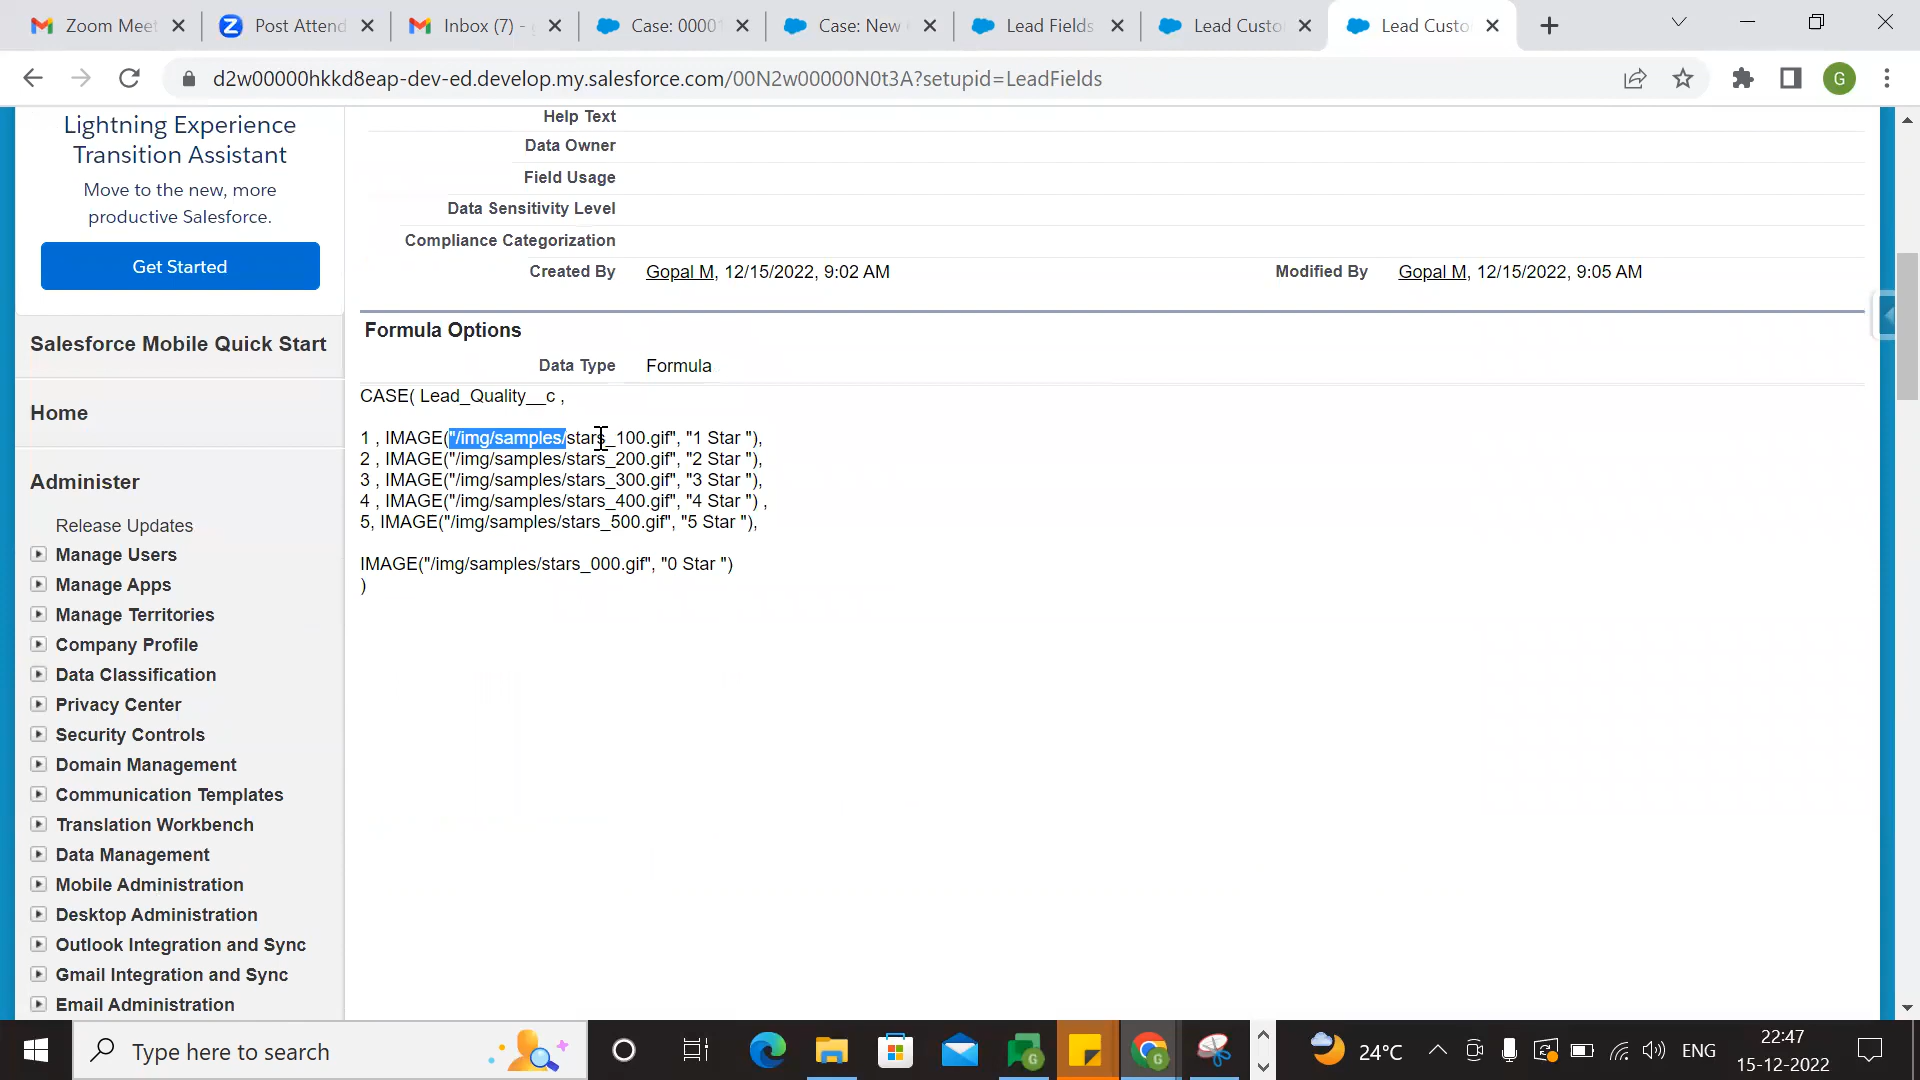 Zoom Meet
Post Attend
Inbox (7) -
Case: 0000
Case: New
Lead Fields
Lead Custo
Lead Custo
d2w00000hkkd8eap-dev-ed.develop.my.salesforce.com/00N2w00000N0t3A?setupid=LeadFields
G
Lightning Experience
Transition Assistant
Move to the new, more
productive Salesforce.
Get Started
Salesforce Mobile Quick Start
Home
Administer
Release Updates
Manage Users
Manage Apps
Manage Territories
Company Profile
Data Classification
Privacy Center
Security Controls
Domain Management
Communication Templates
Translation Workbench
Data Management
Mobile Administration
Desktop Administration
Outlook Integration and Sync
Gmail Integration and Sync
Email Administration
Help Text
Data Owner
Field Usage
Data Sensitivity Level
Compliance Categorization
Created By Gopal M, 12/15/2022, 9:02 AM
Modified By Gopal M, 12/15/2022, 9:05 AM
Formula Options
Data Type Formula
CASE( Lead_Quality__c ,
1 , IMAGE("/img/samples/stars_100.gif", "1 Star "),
2 , IMAGE("/img/samples/stars_200.gif", "2 Star "),
3 , IMAGE("/img/samples/stars_300.gif", "3 Star "),
4 , IMAGE("/img/samples/stars_400.gif", "4 Star ") ,
5, IMAGE("/img/samples/stars_500.gif", "5 Star "),
IMAGE("/img/samples/stars_000.gif", "0 Star ")
)
Type here to search
24°C
ENG
22:47
15-12-2022